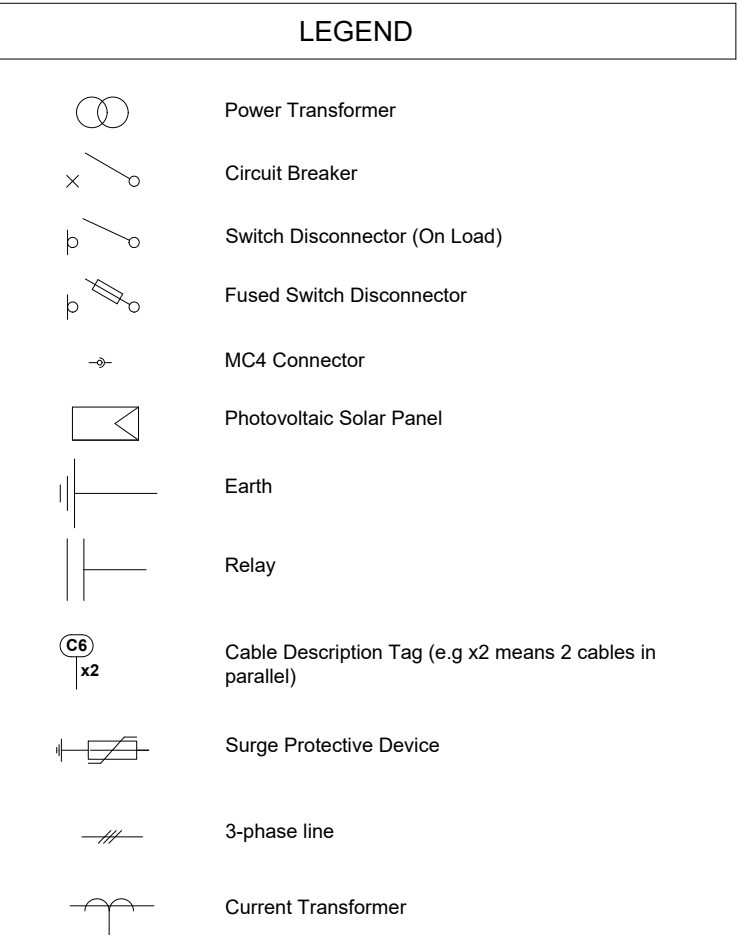 LEGEND
Power Transformer
Circuit Breaker
Switch Disconnector (On Load)
Fused Switch Disconnector
MC4 Connector
Photovoltaic Solar Panel
Earth
Relay
C6
x2
Cable Description Tag (e.g x2 means 2 cables in
parallel)
Surge Protective Device
3-phase line
Current Transformer